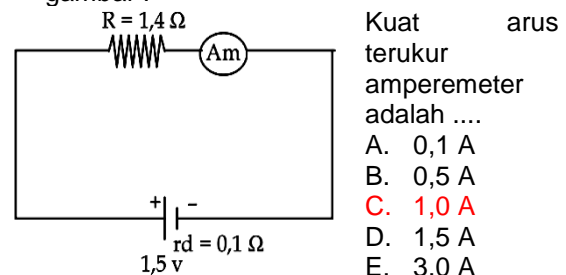 gambar !
R = 1,4 Ω
Am
+ –
rd = 0,1 Ω
1,5 v
Kuat arus
terukur
amperemeter
adalah ....
A. 0,1 A
B. 0,5 A
C. 1,0 A
D. 1,5 A
E. 3,0 A